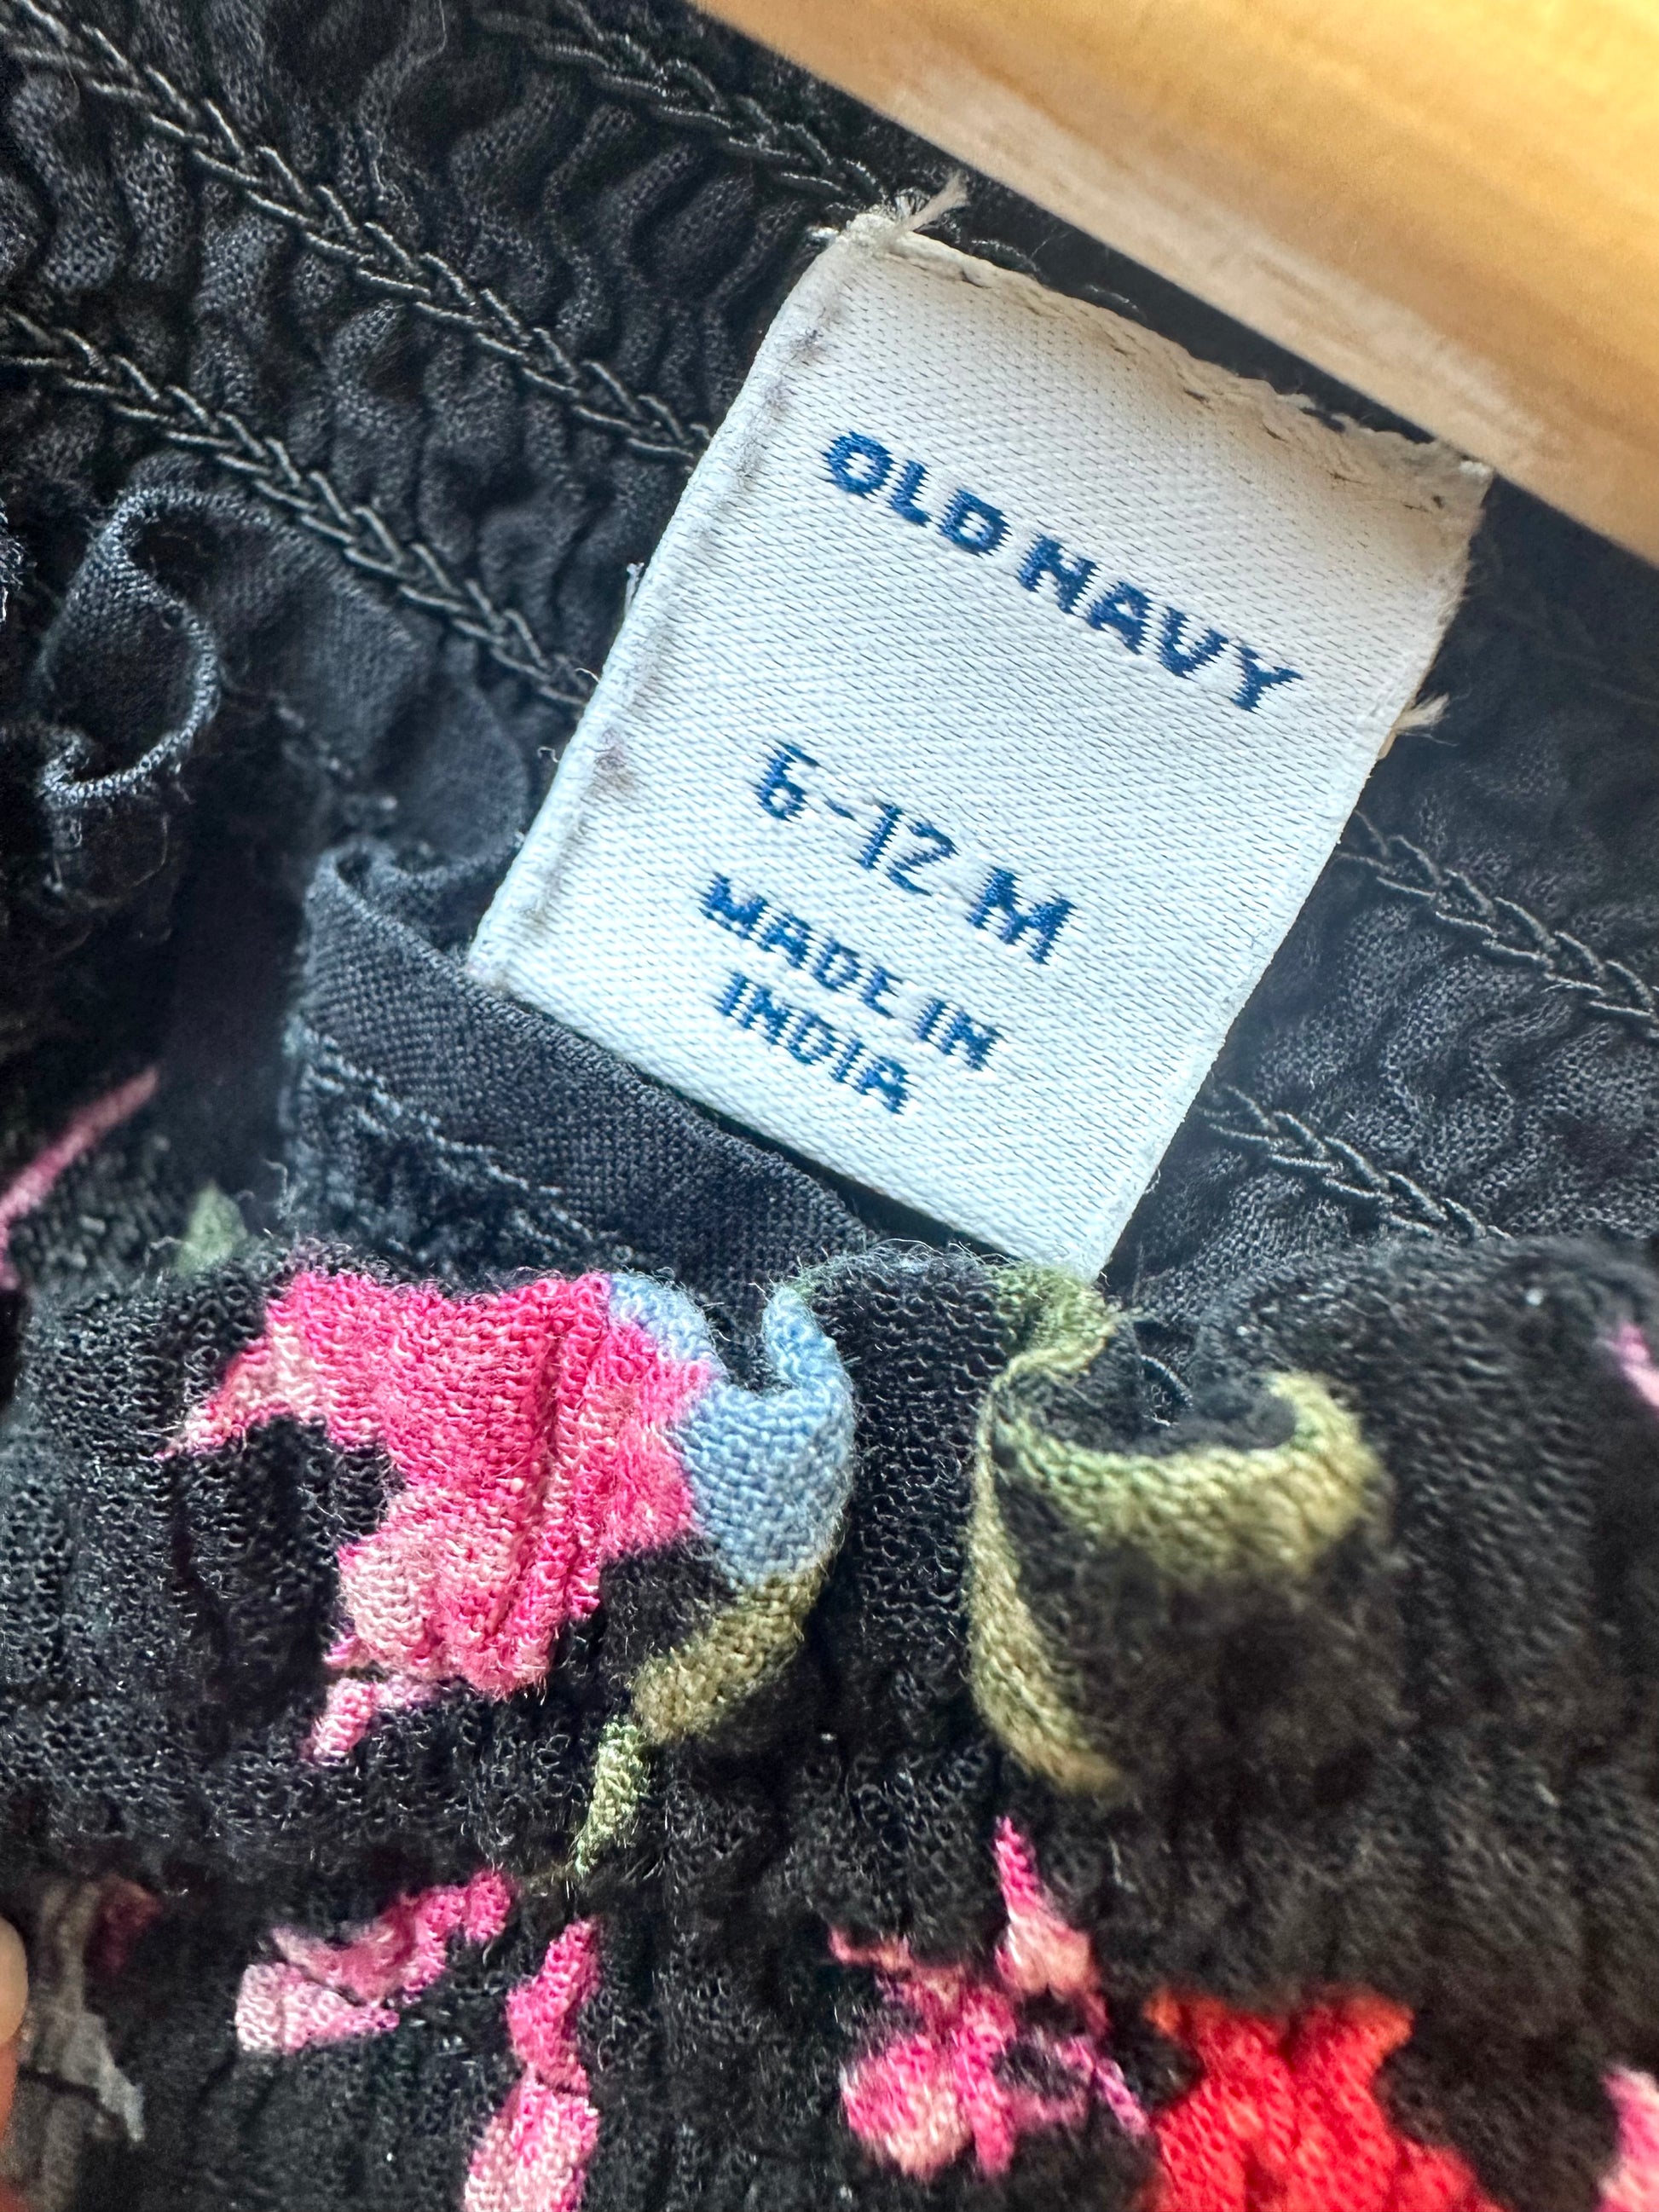 OLD NAVY
6-12 M
MADE IN
INDIA